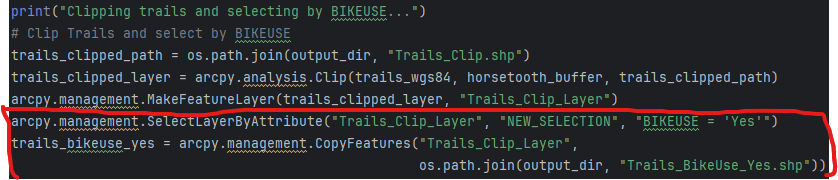 print("Clipping trails and selecting by BIKEUSE...")
# Clip Trails and select by BIKEUSE
trails_clipped_path = os.path.join(output_dir, "Trails_Clip.shp")
trails_clipped_layer = arcpy.analysis.Clip(trails_wgs84, horsetooth_buffer, trails_clipped_path)
arcpy.management.MakeFeatureLayer(trails_clipped_layer, "Trails_Clip_Layer")
arcpy.management.SelectLayerByAttribute("Trails_Clip_Layer", "NEW_SELECTION", "BIKEUSE = 'Yes'")
trails_bikeuse_yes = arcpy.management.CopyFeatures("Trails_Clip_Layer",
os.path.join(output_dir, "Trails_BikeUse_Yes.shp"))